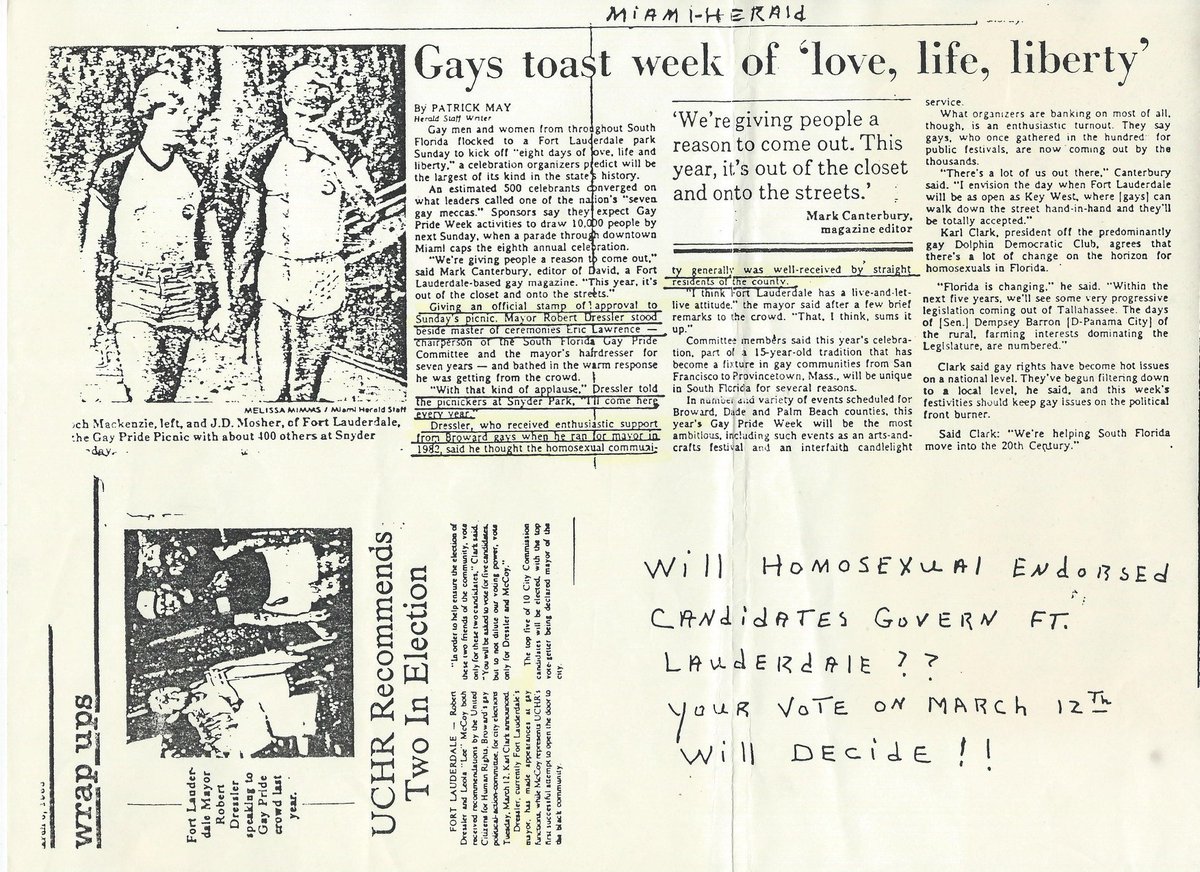 MIAMI-HERALD
Gays toast week of 'love, life, liberty'
By PATRICK MAY
Herald Staff Writer
Gay men and women from throughout South
Florida flocked to a Fort Lauderdale park
Sunday to kick off "eight days of love, life and
liberty," a celebration organizers predict will be
the largest of its kind in the state's history.
An estimated 500 celebrants converged on
what leaders called one of the nation's "seven
gay meccas." Sponsors say they expect Gay
Pride Week activities to draw 10,000 people by
next Sunday, when a parade through downtown
Miami caps the eighth annual celebration.
"We're giving people a reason to come out,"
said Mark Canterbury, editor of David, a Fort
Lauderdale-based gay magazine. "This year, it's
out of the closet and onto the streets."
Giving an official stamp of approval to
Sunday's picnic. Mayor Robert Dressler stood
beside master of ceremonies Eric Lawrence —
chairperson of the South Florida Gay Pride
Committee and the mayor's hairdresser for
seven years — and bathed in the warm response
he was getting from the crowd.
"With that kind of applause," Dressler told
the picnickers at Snyder Park, "I'll come here
every year."
Dressler, who received enthusiastic support
from Broward gays when he ran for mayor in
1982, said he thought the homosexual communi-
'We're giving people a
reason to come out. This
year, it's out of the closet
and onto the streets.'
Mark Canterbury,
magazine editor
ty generally was well-received by straight
residents of the county.
"I think Fort Lauderdale has a live-and-let-
live attitude," the mayor said after a few brief
remarks to the crowd. "That, I think, sums it
up."
Committee members said this year's celebra-
tion, part of a 15-year-old tradition that has
become a fixture in gay communities from San
Francisco to Provincetown, Mass., will be unique
in South Florida for several reasons.
In number and variety of events scheduled for
Broward, Dade and Palm Beach counties, this
year's Gay Pride Week will be the most
ambitious, including such events as an arts-and-
crafts festival and an interfaith candlelight
service.
What organizers are banking on most of all,
though, is an enthusiastic turnout. They say
gays, who once gathered in the hundreds for
public festivals, are now coming out by the
thousands.
"There's a lot of us out there," Canterbury
said. "I envision the day when Fort Lauderdale
will be as open as Key West, where [gays] can
walk down the street hand-in-hand and they'll
be totally accepted."
Karl Clark, president off the predominantly
gay Dolphin Democratic Club, agrees that
there's a lot of change on the horizon for
homosexuals in Florida.
"Florida is changing," he said. "Within the
next five years, we'll see some very progressive
legislation coming out of Tallahassee. The days
of [Sen.] Dempsey Barron [D-Panama City] of
the rural, farming interests dominating the
Legislature, are numbered."
Clark said gay rights have become hot issues
on a national level. They've begun filtering down
to a local level, he said, and this week's
festivities should keep gay issues on the political
front burner.
Said Clark: "We're helping South Florida
move into the 20th Century."
MELISSA MIMMS / Miami Herald Staff
ch Mackenzie, left, and J.D. Mosher, of Fort Lauderdale,
the Gay Pride Picnic with about 400 others at Snyder
day.
wrap ups
Fort Lauder-
dale Mayor
Robert
Dressler
speaking to
Gay Pride
crowd last
year.
UCHR Recommends
Two In Election
FORT LAUDERDALE — Robert
Dressler and Leola "Lee" McCoy both
received recommendations by the United
Citizens for Human Rights, Broward's gay
political-action-committee, for city elections
Tuesday, March 12, Karl Clark announced.
Dressler, currently Fort Lauderdale's
mayor, has made appearances at gay
functions, while McCoy represents UCHR's
first successful attempts to open the door to
the black community.
"In order to help ensure the election of
these two friends of the community, vote
only for these two candidates," Clark said.
"You will be asked to vote for five candidates,
but to not dilute our voting power, vote
only for Dressler and McCoy."
The top five of 10 City Commission
candidates will be elected, with the top
vote-getter being declared mayor of the
city.
Will HOMOSEXUAL ENDORSED
CANDIDATES GOVERN FT.
LAUDERDALE ??
YOUR VOTE ON MARCH 12TH
Will DECIDE !!